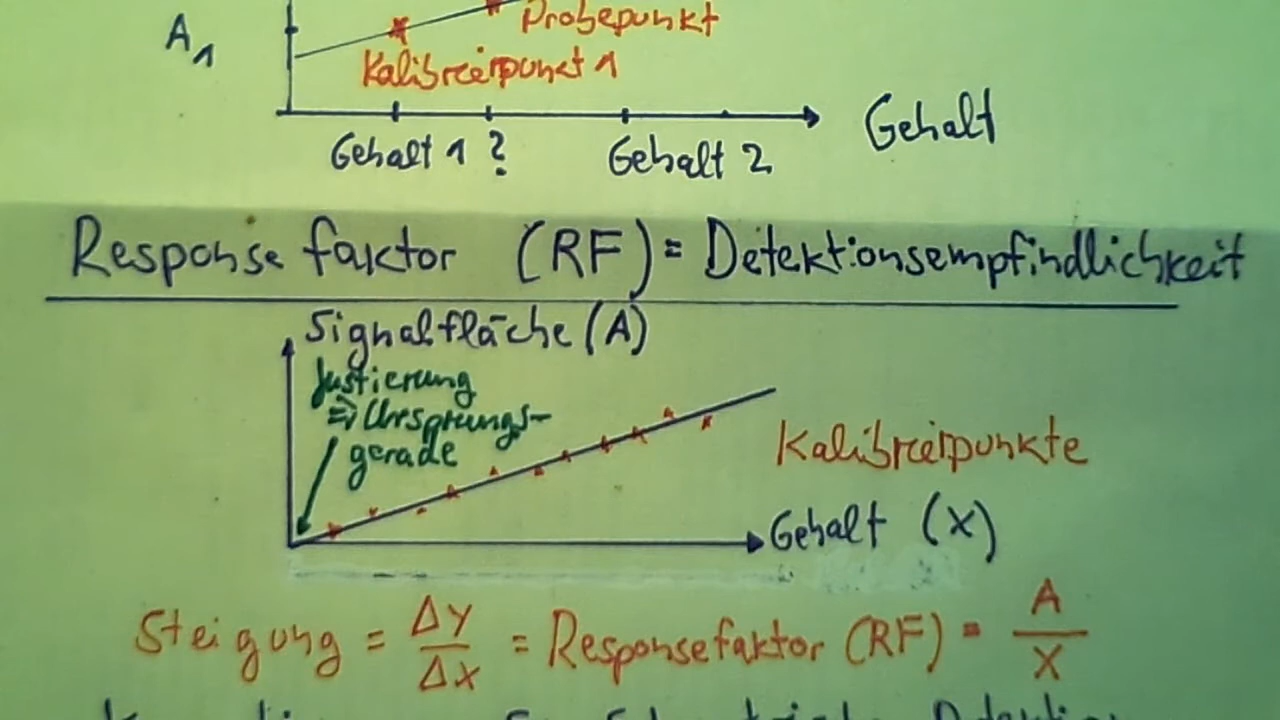 Probepunkt
A1
Kalibrierpunkt 1
Gehalt
Gehalt 1 ? Gehalt 2
Responsefaktor (RF) = Detektionsempfindlichkeit
Signalfläche (A)
Justierung
⇒ Ursprungs-
gerade
Kalibrierpunkte
Gehalt (X)
Steigung = ΔY/ΔX = Responsefaktor (RF) = A/X